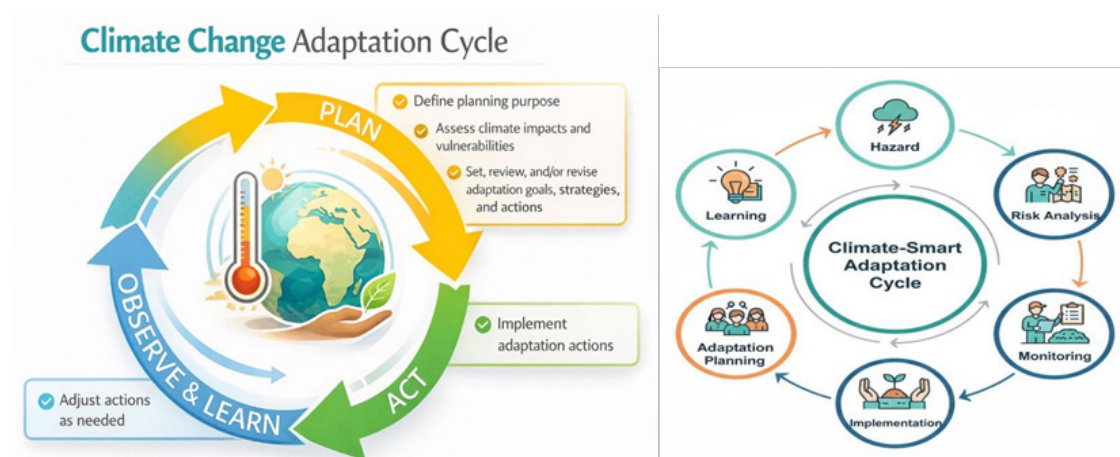 Climate Change Adaptation Cycle
PLAN
Define planning purpose
Assess climate impacts and
vulnerabilities
Set, review, and/or revise
adaptation goals, strategies,
and actions
ACT
Implement
adaptation actions
OBSERVE & LEARN
Adjust actions
as needed
Climate-Smart
Adaptation
Cycle
Hazard
Risk Analysis
Monitoring
Implementation
Adaptation
Planning
Learning